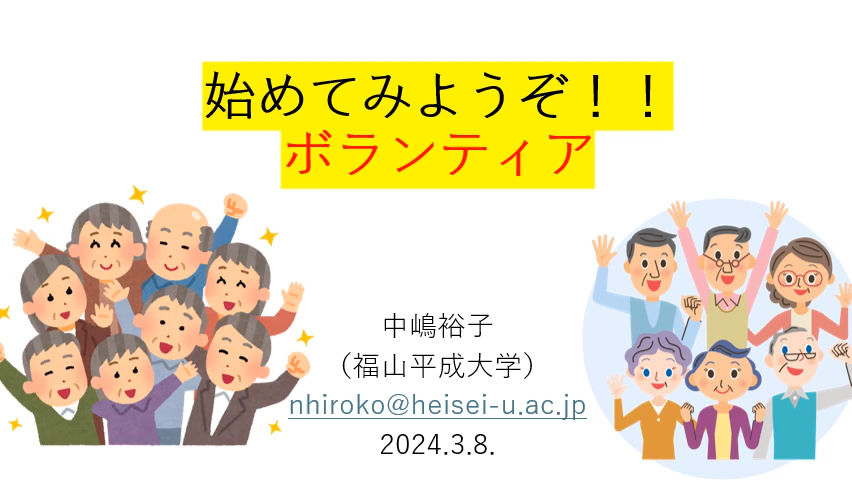 始めてみようぞ！！
ボランティア
中嶋裕子
（福山平成大学）
nhiroko@heisei-u.ac.jp
2024.3.8.